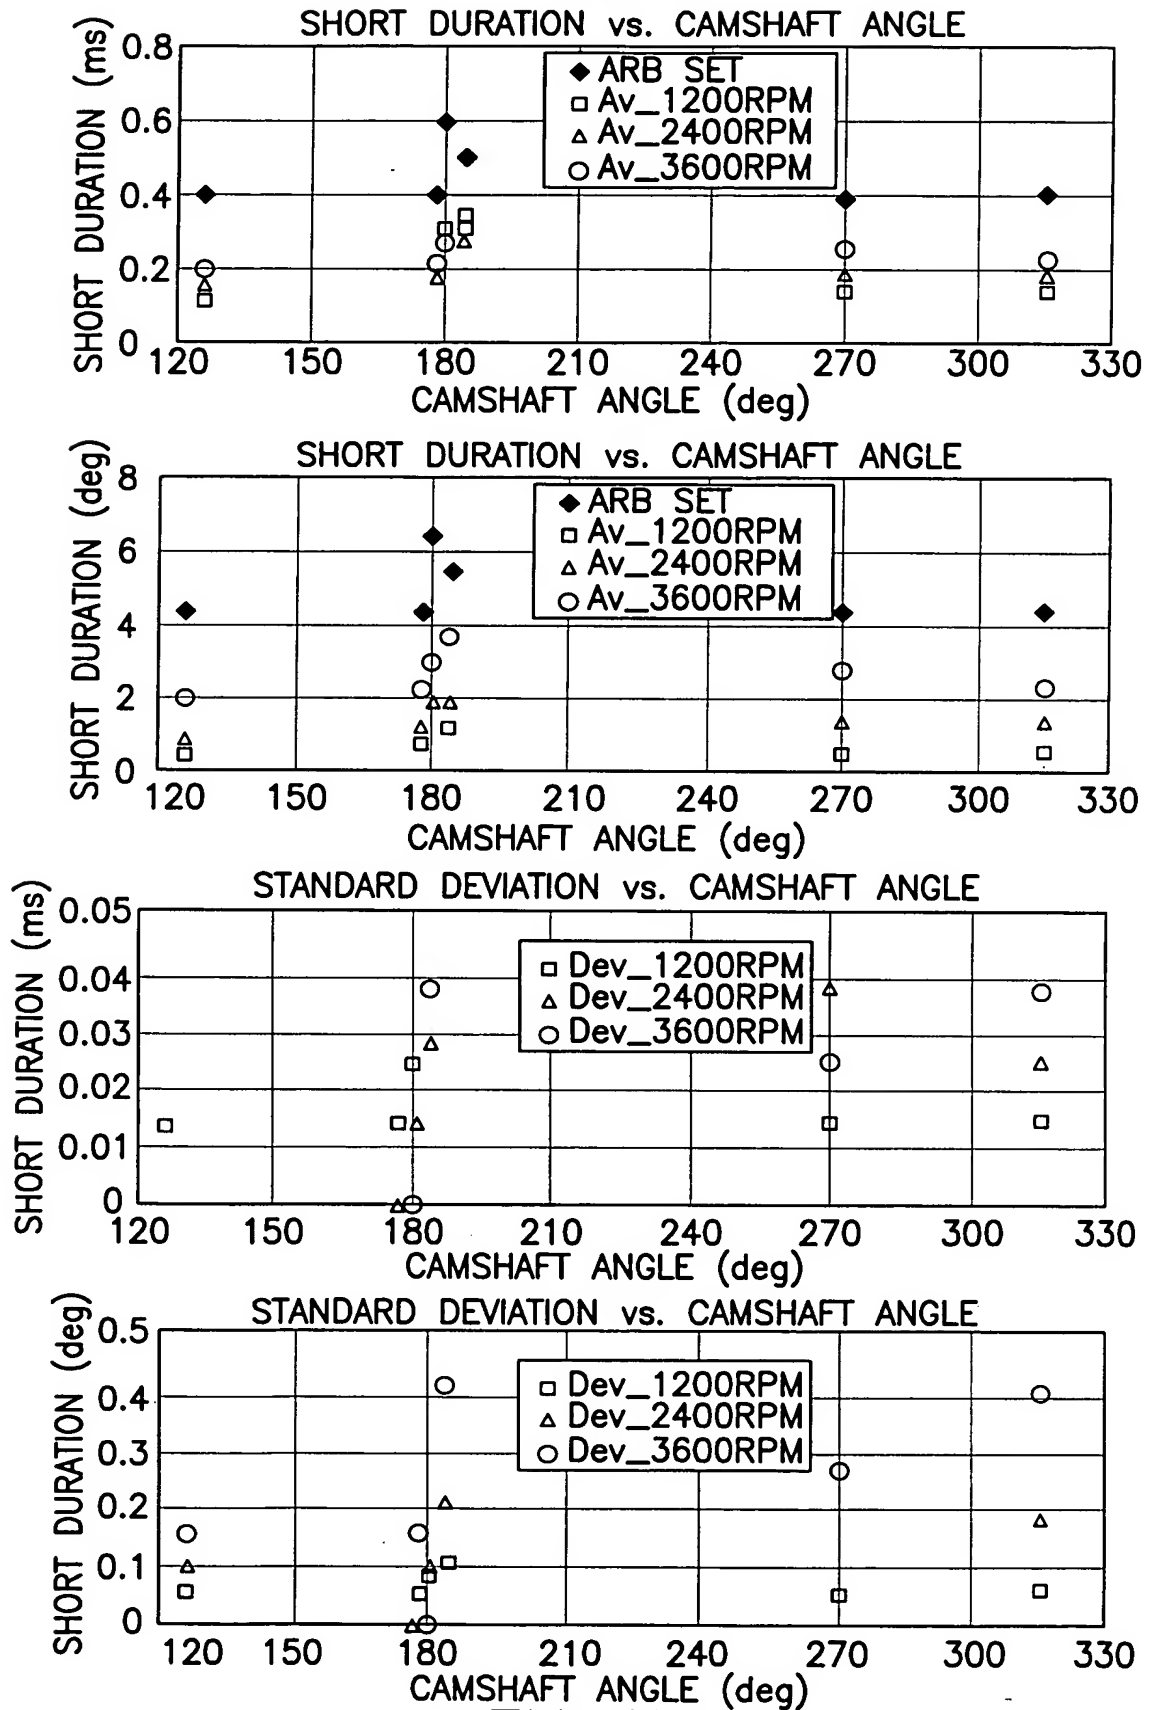 SHORT DURATION vs. CAMSHAFT ANGLE
SHORT DURATION (ms)
0.8
0.6
0.4
0.2
0
◆ ARB SET
□ Av_1200RPM
△ Av_2400RPM
○ Av_3600RPM
120 150 180 210 240 270 300 330
CAMSHAFT ANGLE (deg)
SHORT DURATION vs. CAMSHAFT ANGLE
SHORT DURATION (deg)
8
6
4
2
0
◆ ARB SET
□ Av_1200RPM
△ Av_2400RPM
○ Av_3600RPM
120 150 180 210 240 270 300 330
CAMSHAFT ANGLE (deg)
STANDARD DEVIATION vs. CAMSHAFT ANGLE
SHORT DURATION (ms)
0.05
0.04
0.03
0.02
0.01
0
□ Dev_1200RPM
△ Dev_2400RPM
○ Dev_3600RPM
120 150 180 210 240 270 300 330
CAMSHAFT ANGLE (deg)
STANDARD DEVIATION vs. CAMSHAFT ANGLE
SHORT DURATION (deg)
0.5
0.4
0.3
0.2
0.1
0
□ Dev_1200RPM
△ Dev_2400RPM
○ Dev_3600RPM
120 150 180 210 240 270 300 330
CAMSHAFT ANGLE (deg)